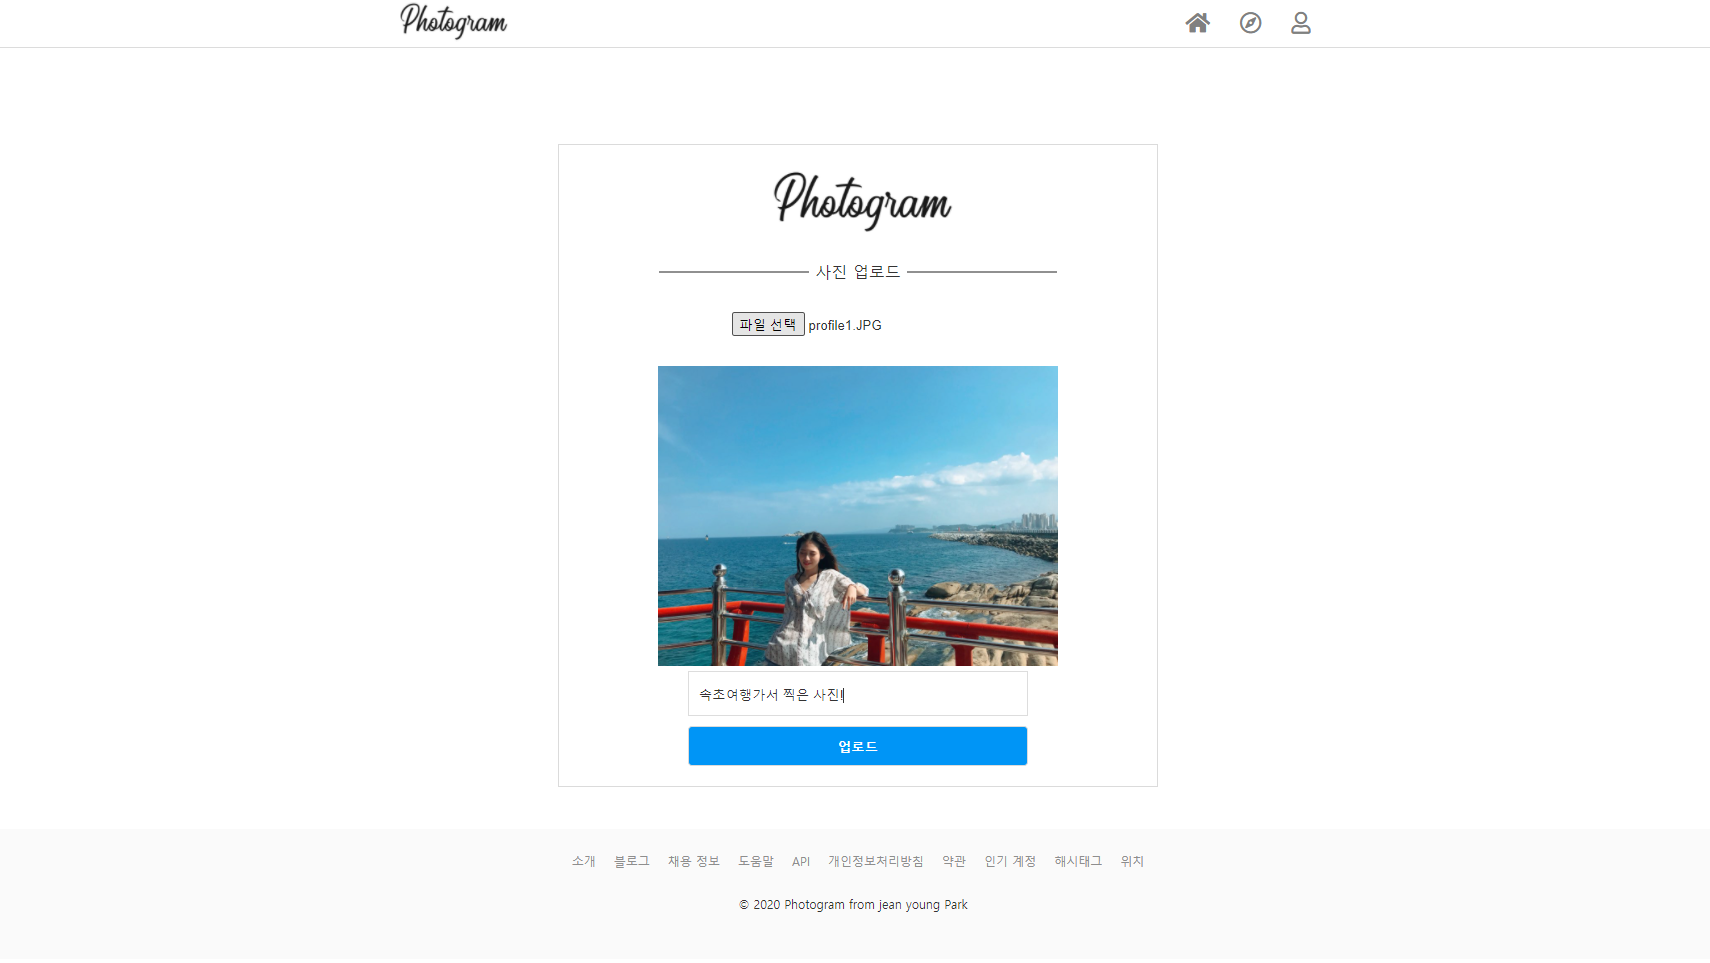 Photogram
Photogram
사진 업로드
파일 선택 profile1.JPG
속초여행가서 찍은 사진!
업로드
소개 블로그 채용 정보 도움말 API 개인정보처리방침 약관 인기 계정 해시태그 위치
© 2020 Photogram from jean young Park